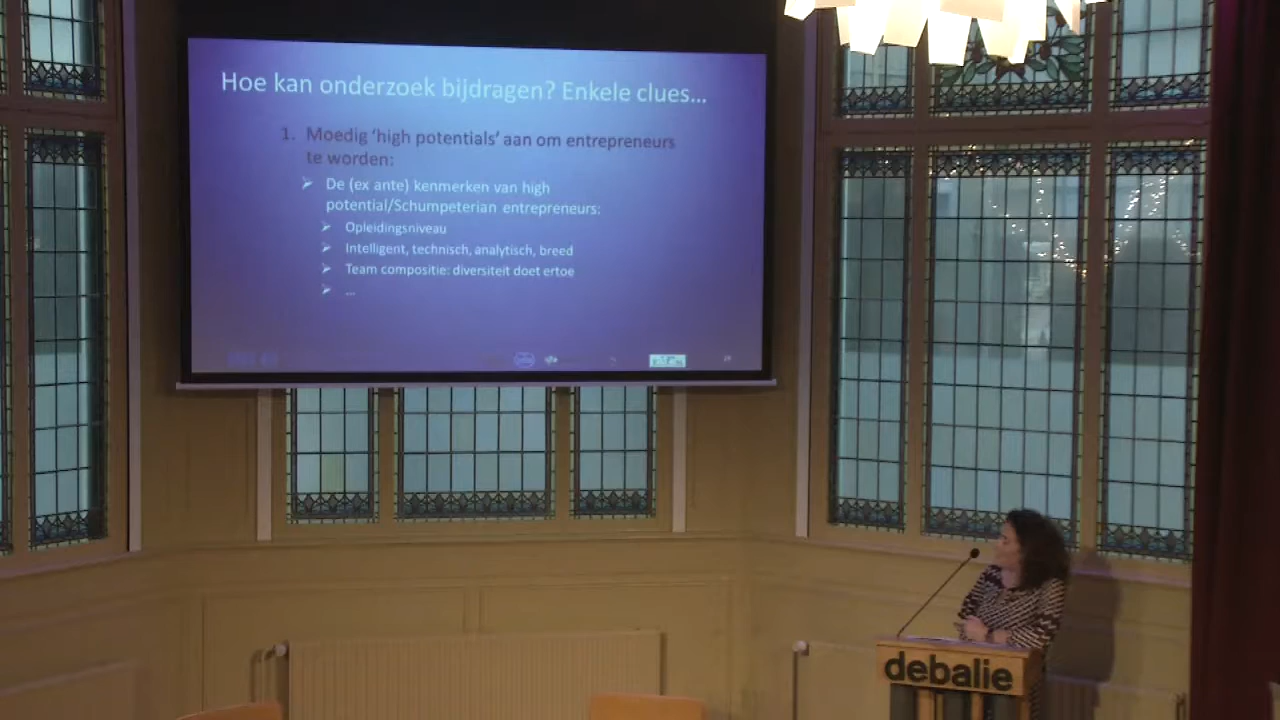 Hoe kan onderzoek bijdragen? Enkele clues...
1. Moedig ‘high potentials’ aan om entrepreneurs
te worden:
➢ De (ex ante) kenmerken van high
potential/Schumpeterian entrepreneurs:
➢ Opleidingsniveau
➢ Intelligent, technisch, analytisch, breed
➢ Team compositie: diversiteit doet ertoe
➢ ...
debalie